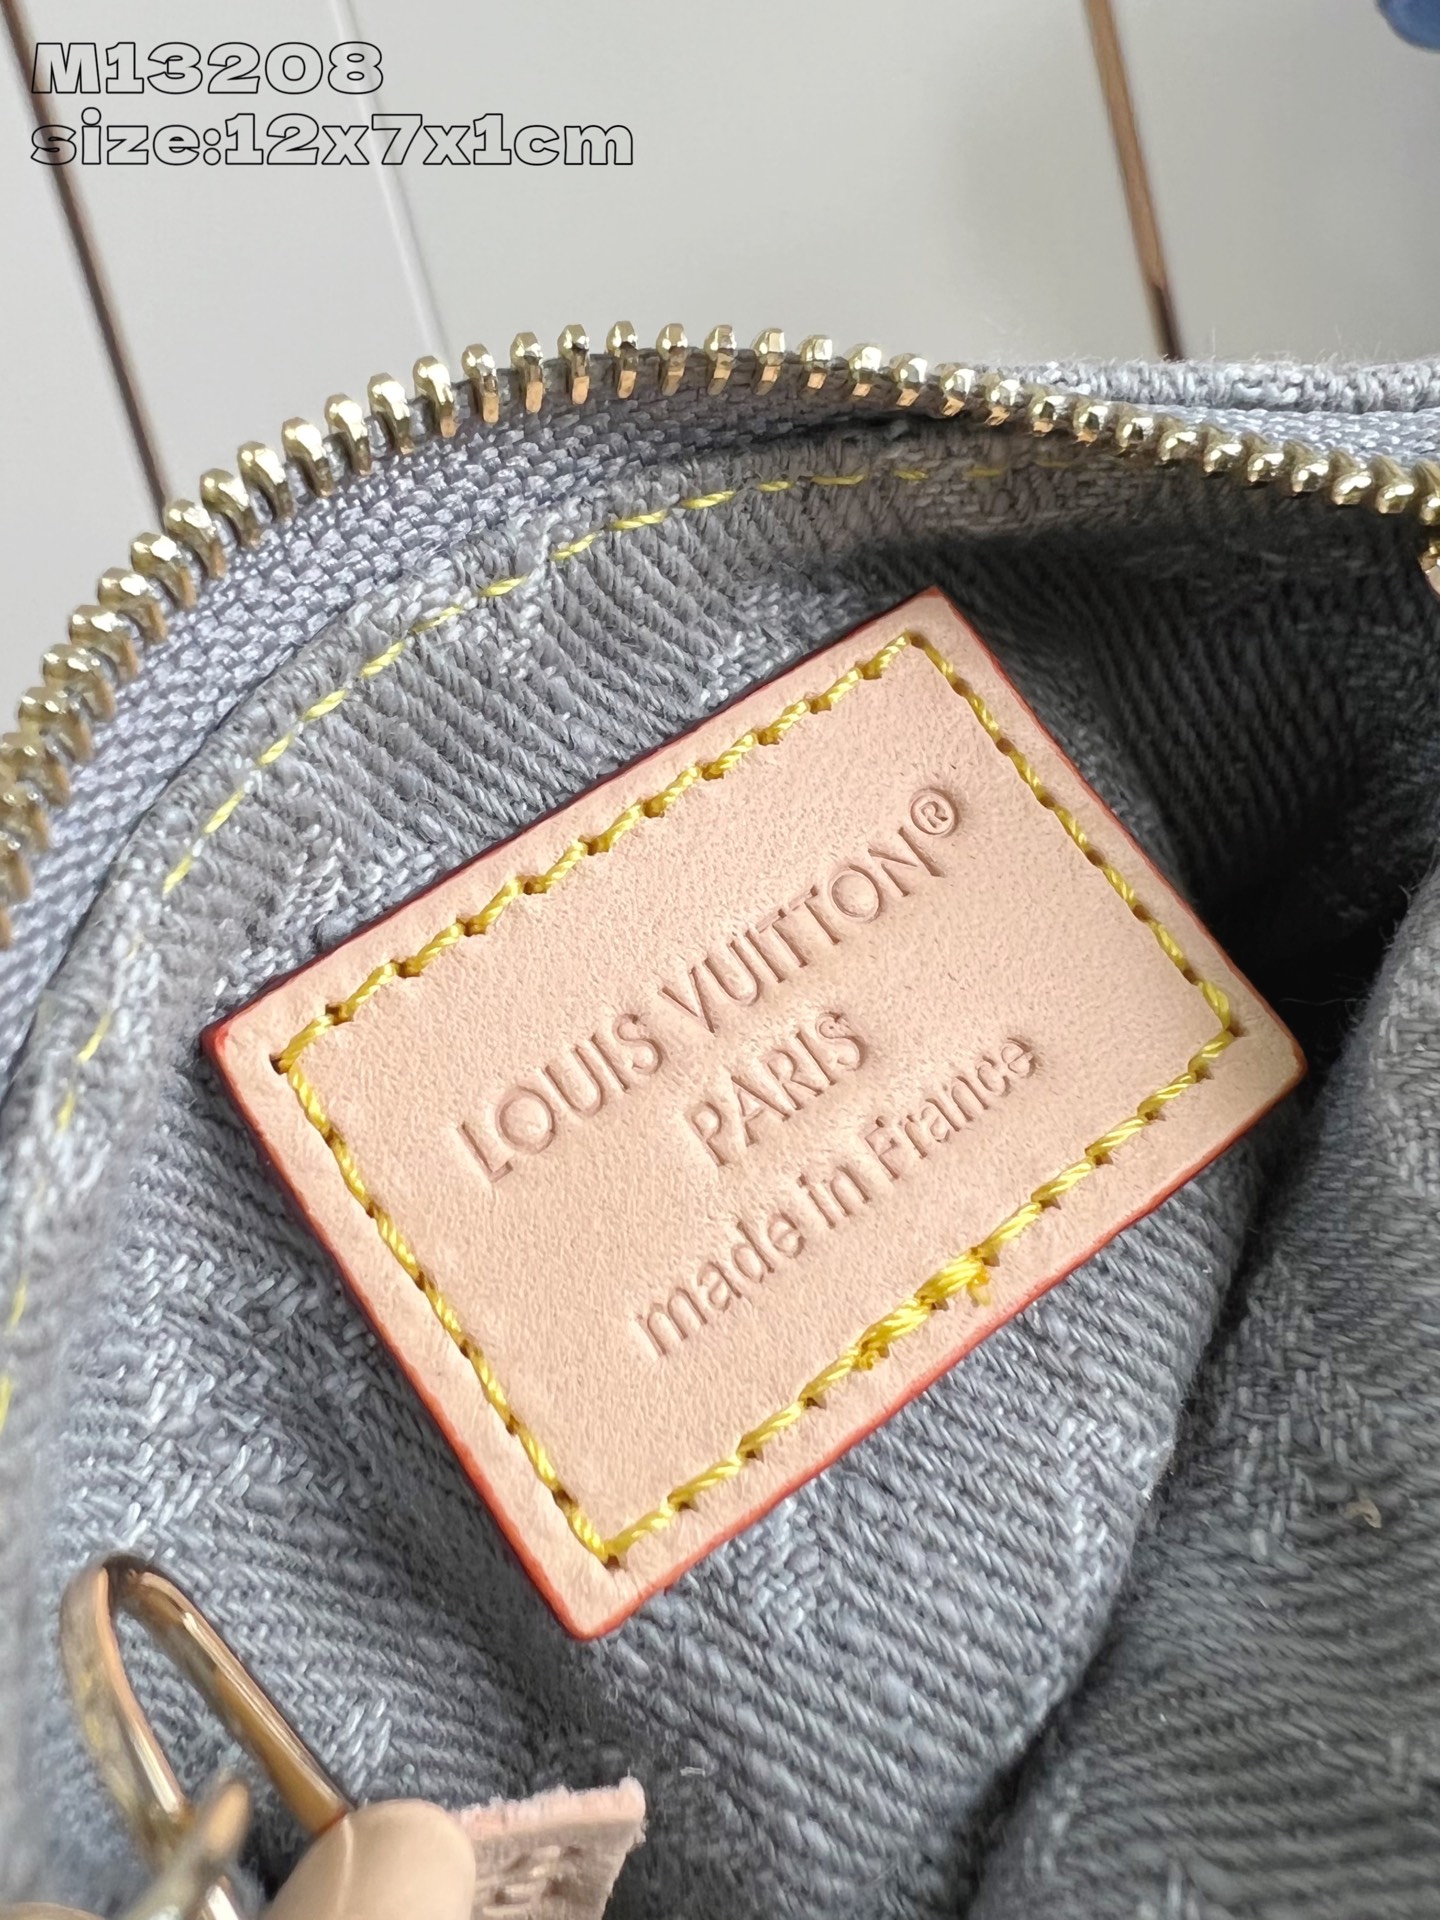 M13208
size:12x7x1cm
LOUIS VUITTON®
PARIS
made in France